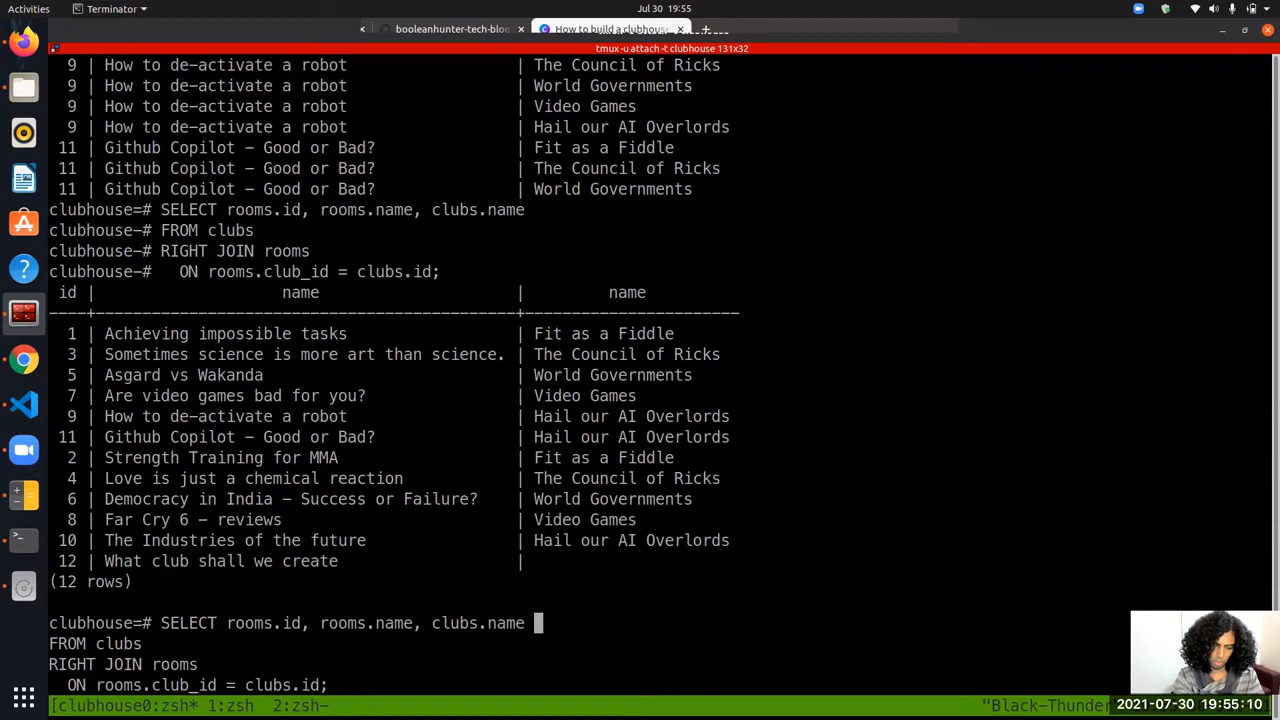 Activities
Terminator
Jul 30 19:55
booleanhunter-tech-blo
How to build a clubhouse
tmux -u attach -t clubhouse 131x32
9 | How to de-activate a robot | The Council of Ricks
9 | How to de-activate a robot | World Governments
9 | How to de-activate a robot | Video Games
9 | How to de-activate a robot | Hail our AI Overlords
11 | Github Copilot - Good or Bad? | Fit as a Fiddle
11 | Github Copilot - Good or Bad? | The Council of Ricks
11 | Github Copilot - Good or Bad? | World Governments
clubhouse=# SELECT rooms.id, rooms.name, clubs.name
clubhouse-# FROM clubs
clubhouse-# RIGHT JOIN rooms
clubhouse-#   ON rooms.club_id = clubs.id;
id | name | name
----+----------------------------------------------+-----------------------
1 | Achieving impossible tasks | Fit as a Fiddle
3 | Sometimes science is more art than science. | The Council of Ricks
5 | Asgard vs Wakanda | World Governments
7 | Are video games bad for you? | Video Games
9 | How to de-activate a robot | Hail our AI Overlords
11 | Github Copilot - Good or Bad? | Hail our AI Overlords
2 | Strength Training for MMA | Fit as a Fiddle
4 | Love is just a chemical reaction | The Council of Ricks
6 | Democracy in India - Success or Failure? | World Governments
8 | Far Cry 6 - reviews | Video Games
10 | The Industries of the future | Hail our AI Overlords
12 | What club shall we create |
(12 rows)
clubhouse=# SELECT rooms.id, rooms.name, clubs.name
FROM clubs
RIGHT JOIN rooms
  ON rooms.club_id = clubs.id;
[clubhouse0:zsh* 1:zsh  2:zsh-
"Black-Thunder
2021-07-30 19:55:10